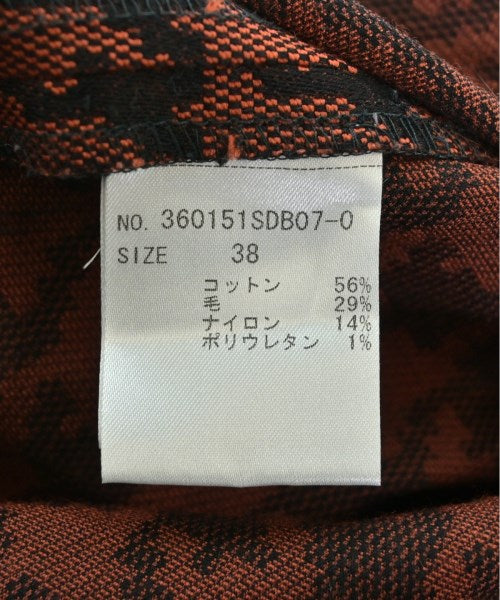 NO. 360151SDB07-0
SIZE 38
コットン 56%
毛 29%
ナイロン 14%
ポリウレタン 1%